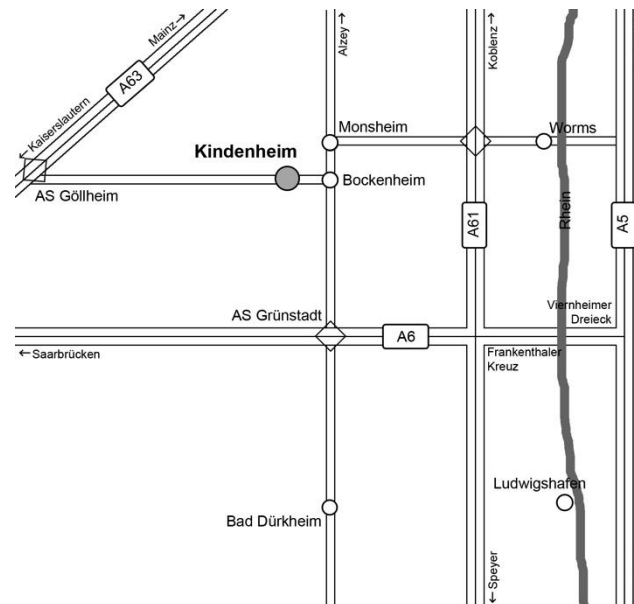 Mainz→
Alzey→
Koblenz→
A63
←Kaiserslautern
Monsheim
Worms
Kindenheim
AS Göllheim
Bockenheim
Rhein
A61
A5
AS Grünstadt
Viernheimer
Dreieck
A6
←Saarbrücken
Frankenthaler
Kreuz
Ludwigshafen
Bad Dürkheim
←Speyer